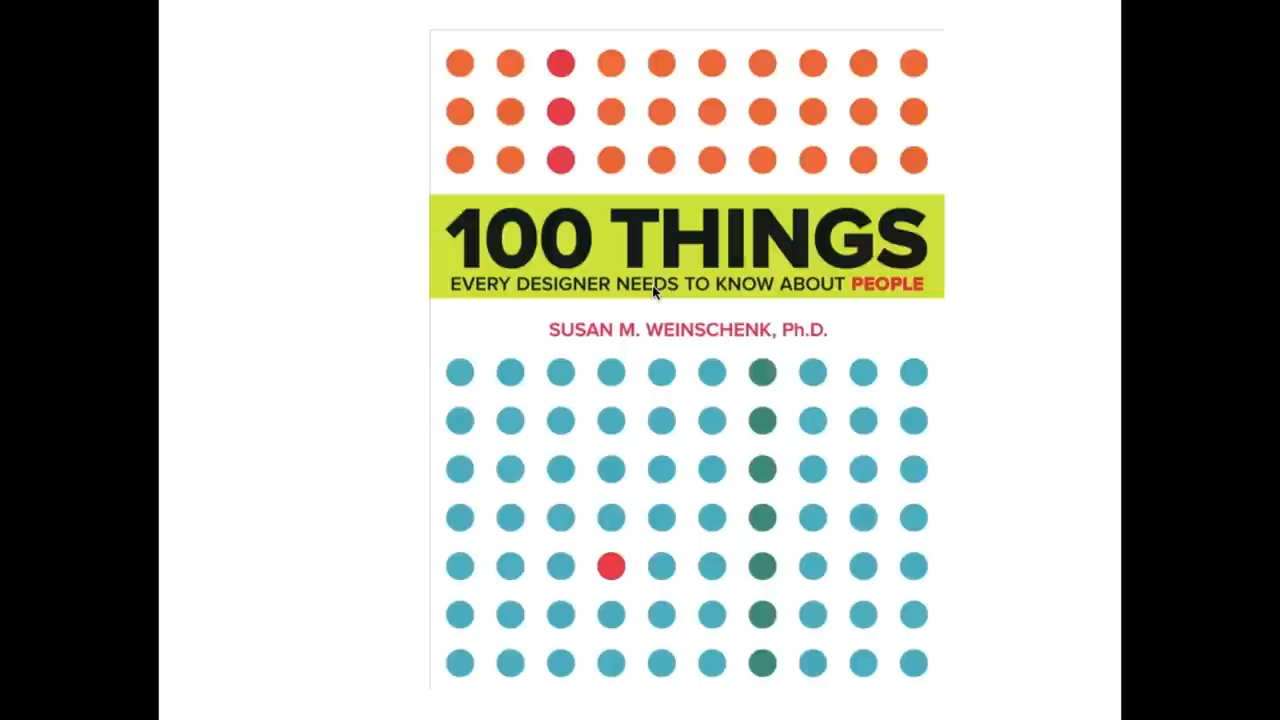 100 THINGS
EVERY DESIGNER NEEDS TO KNOW ABOUT PEOPLE
SUSAN M. WEINSCHENK, Ph.D.